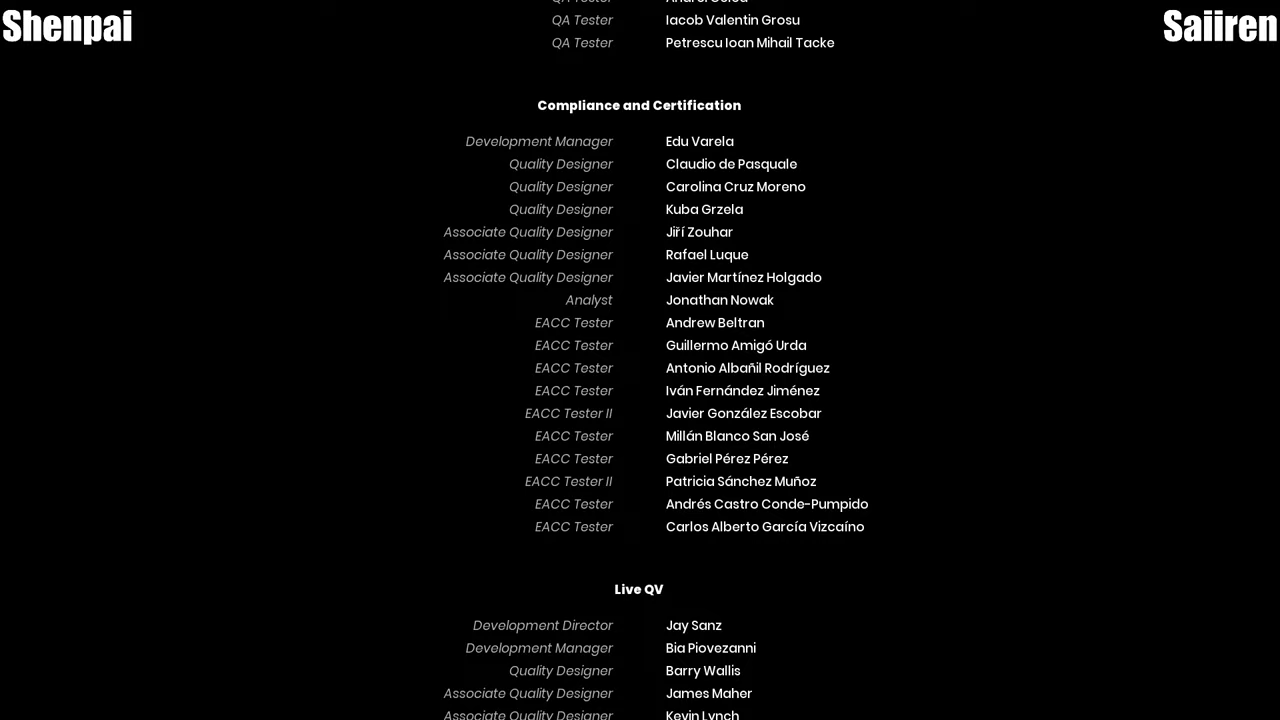 Shenpai
Saiiren
QA Tester Iacob Valentin Grosu
QA Tester Petrescu Ioan Mihail Tacke
Compliance and Certification
Development Manager Edu Varela
Quality Designer Claudio de Pasquale
Quality Designer Carolina Cruz Moreno
Quality Designer Kuba Grzela
Associate Quality Designer Jiří Zouhar
Associate Quality Designer Rafael Luque
Associate Quality Designer Javier Martínez Holgado
Analyst Jonathan Nowak
EACC Tester Andrew Beltran
EACC Tester Guillermo Amigó Urda
EACC Tester Antonio Albañil Rodríguez
EACC Tester Iván Fernández Jiménez
EACC Tester II Javier González Escobar
EACC Tester Millán Blanco San José
EACC Tester Gabriel Pérez Pérez
EACC Tester II Patricia Sánchez Muñoz
EACC Tester Andrés Castro Conde-Pumpido
EACC Tester Carlos Alberto García Vizcaíno
Live QV
Development Director Jay Sanz
Development Manager Bia Piovezanni
Quality Designer Barry Wallis
Associate Quality Designer James Maher
Associate Quality Designer Kevin Lynch